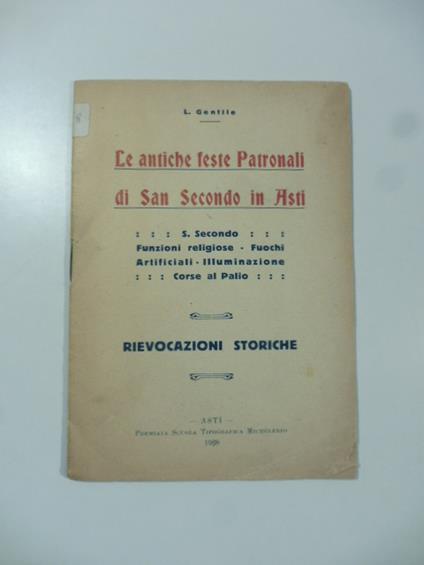 L. Gentile
Le antiche feste Patronali
di San Secondo in Asti
: : : S. Secondo : : :
Funzioni religiose - Fuochi
Artificiali - Illuminazione
: : : Corse al Palio : : :
RIEVOCAZIONI STORICHE
— ASTI —
Premiata Scuola Tipografica Michelerio